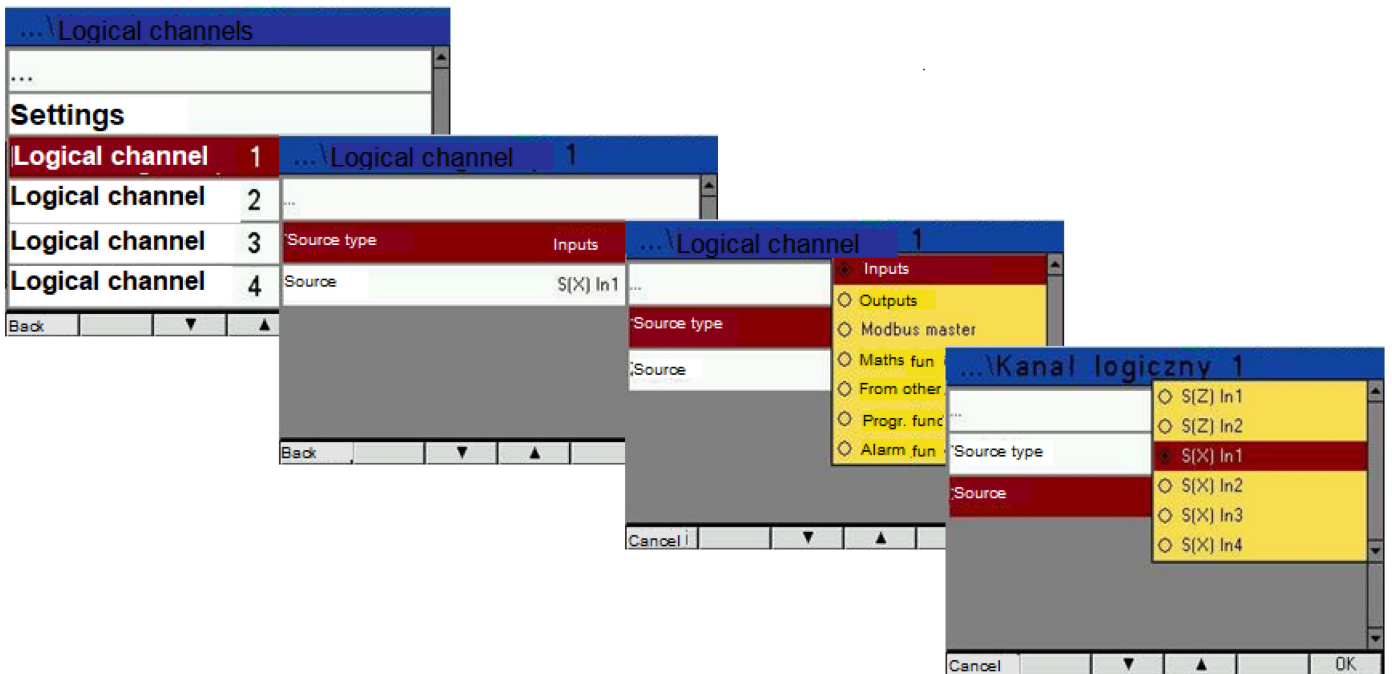 ...\Logical channels
...
Settings
Logical channel 1
Logical channel 2
Logical channel 3
Logical channel 4
Back ▼ ▲
...\Logical channel 1
...
Source type Inputs
Source S(X) In1
Back ▼ ▲
...\Logical channel 1
...
Source type
Source
Inputs
Outputs
Modbus master
Maths fun
From other
Progr. func
Alarm fun
Cancel ▼ ▲
...\Kanał logiczny 1
...
Source type
Source
S(Z) In1
S(Z) In2
S(X) In1
S(X) In2
S(X) In3
S(X) In4
Cancel ▼ ▲ OK